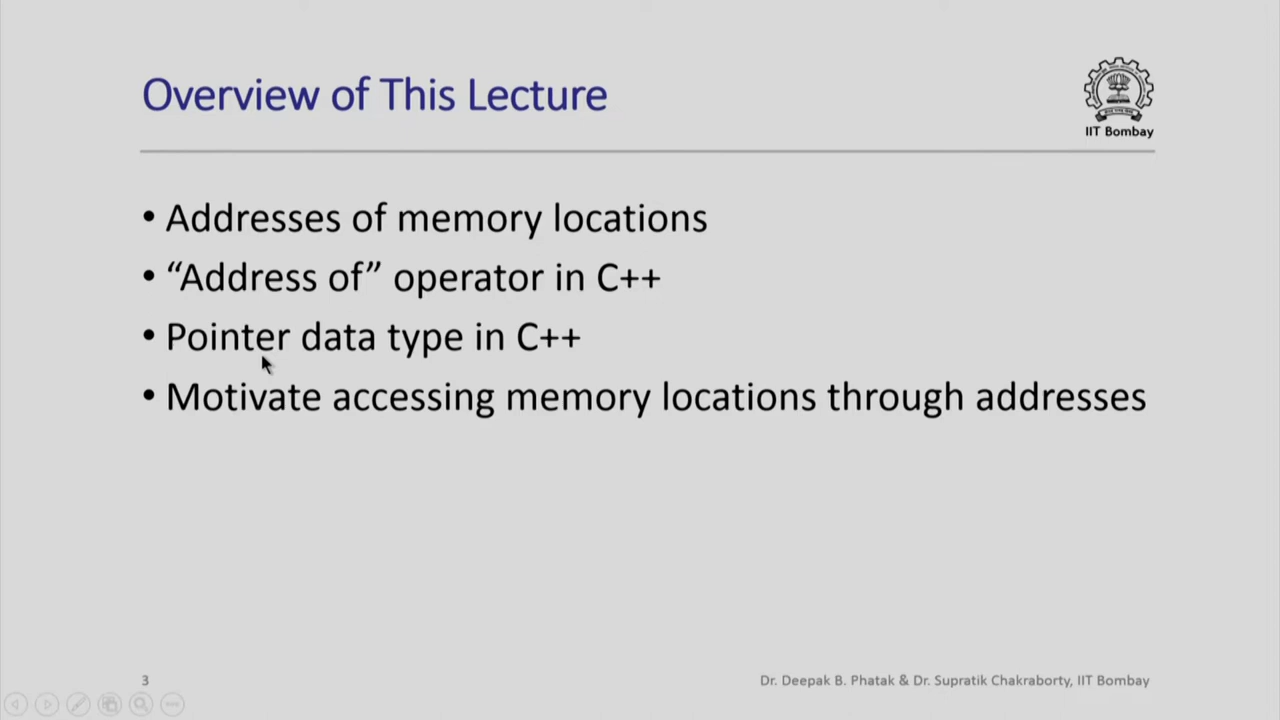 Overview of This Lecture
IIT Bombay
• Addresses of memory locations
• “Address of” operator in C++
• Pointer data type in C++
• Motivate accessing memory locations through addresses
3
Dr. Deepak B. Phatak & Dr. Supratik Chakraborty, IIT Bombay